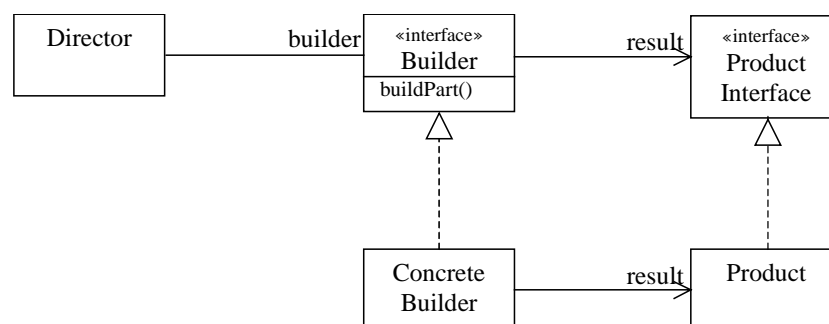 Director
builder
«interface»
Builder
buildPart()
result
«interface»
Product
Interface
Concrete
Builder
result
Product